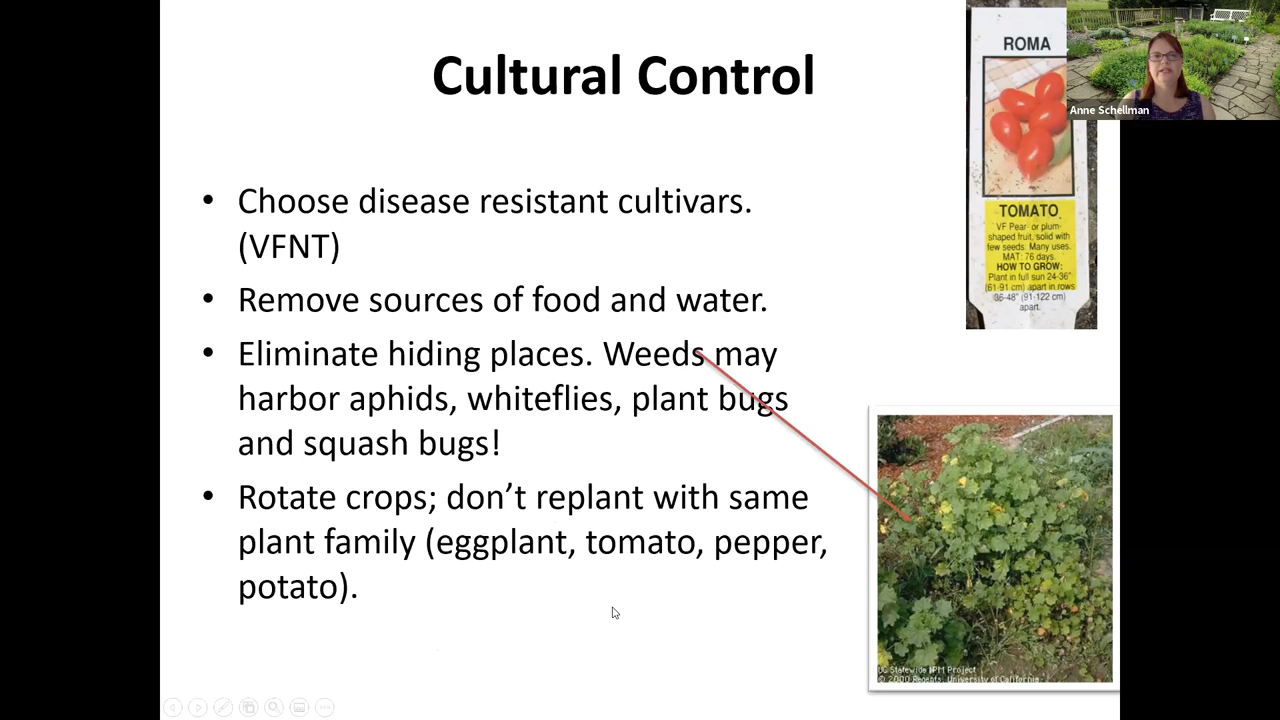 Cultural Control
• Choose disease resistant cultivars.
(VFNT)
• Remove sources of food and water.
• Eliminate hiding places. Weeds may
harbor aphids, whiteflies, plant bugs
and squash bugs!
• Rotate crops; don’t replant with same
plant family (eggplant, tomato, pepper,
potato).
ROMA
TOMATO
VF Pear or plum-
shaped fruit, solid with
few seeds. Many uses.
MAT: 76 days.
HOW TO GROW:
Plant in full sun 24-36"
(61-91 cm) apart in rows
36-48" (91-122 cm)
apart.
Anne Schellman
UC Statewide IPM Project
© 2000 Regents, University of California